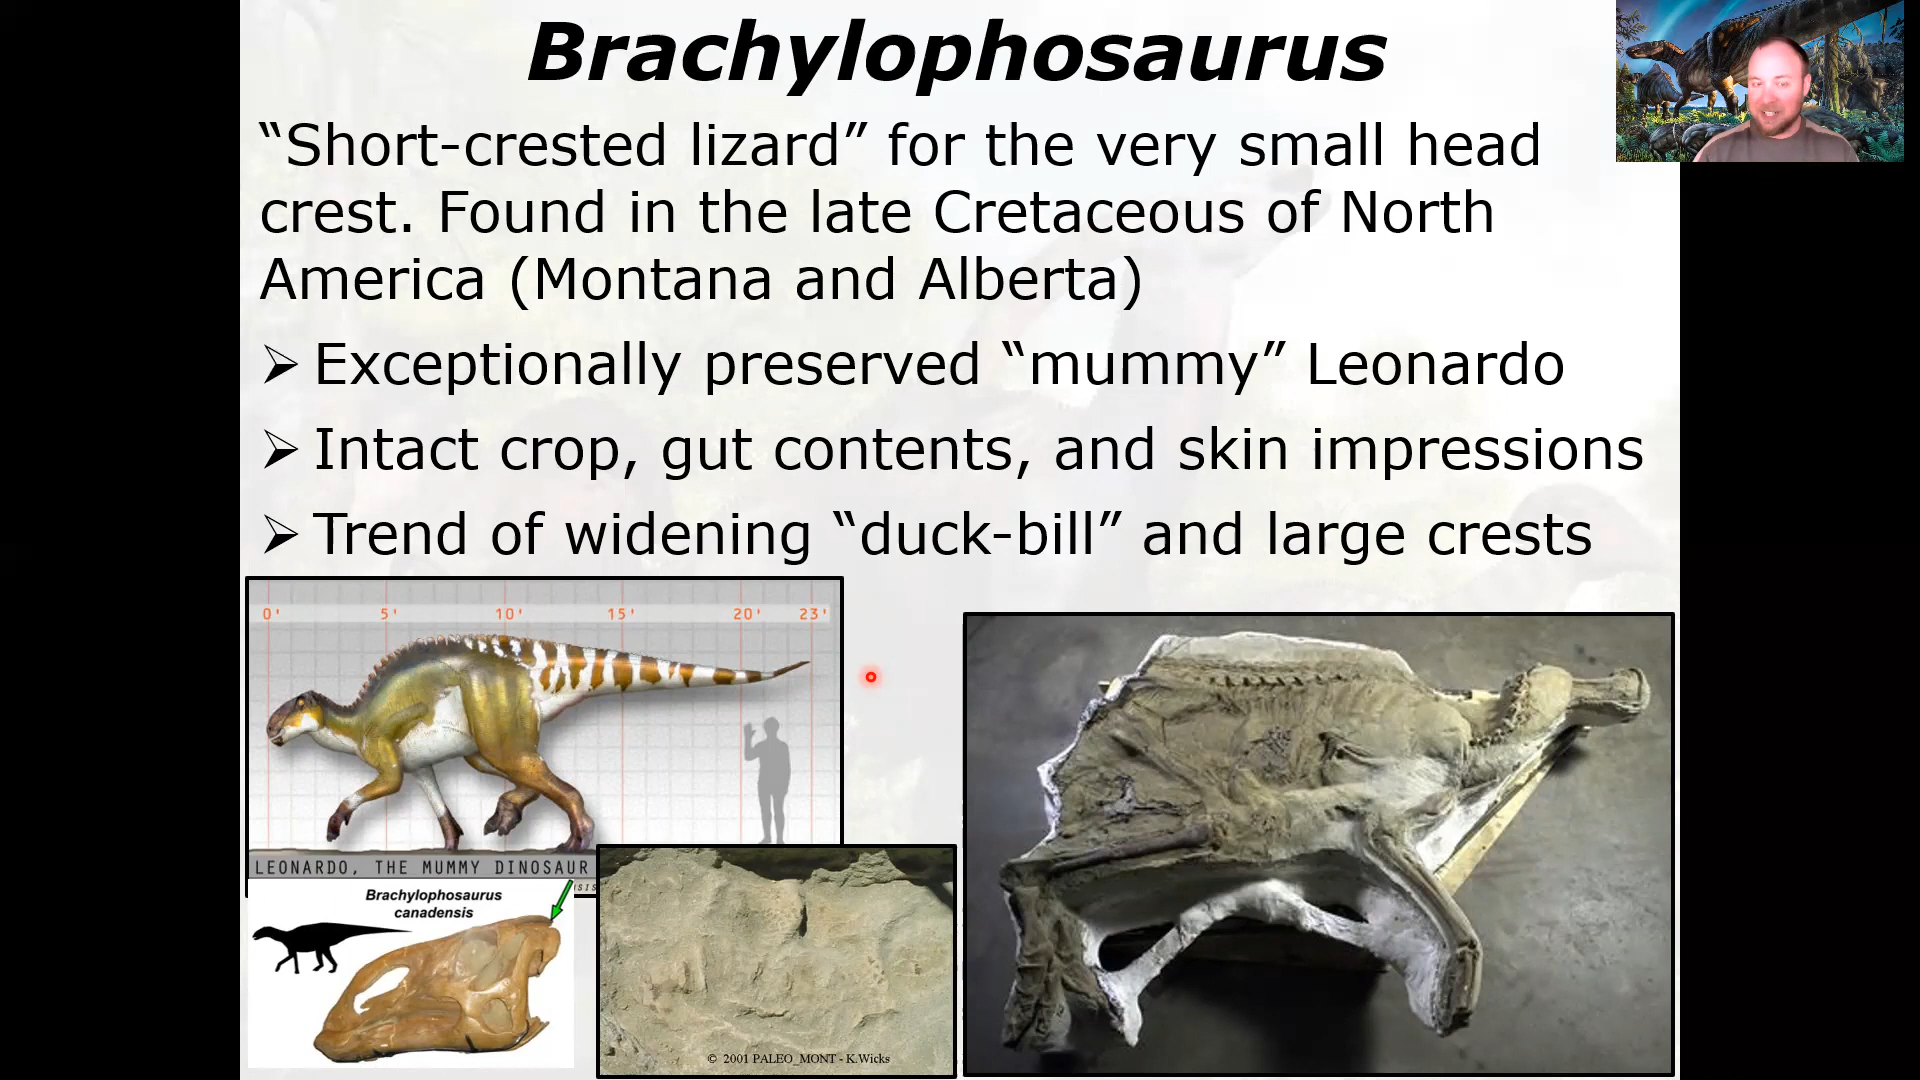 Brachylophosaurus
“Short-crested lizard” for the very small head
crest. Found in the late Cretaceous of North
America (Montana and Alberta)
➢ Exceptionally preserved “mummy” Leonardo
➢ Intact crop, gut contents, and skin impressions
➢ Trend of widening “duck-bill” and large crests
0' 5' 10' 15' 20' 23'
LEONARDO, THE MUMMY DINOSAUR
Brachylophosaurus
canadensis
© 2001 PALEO_MONT - K.Wicks